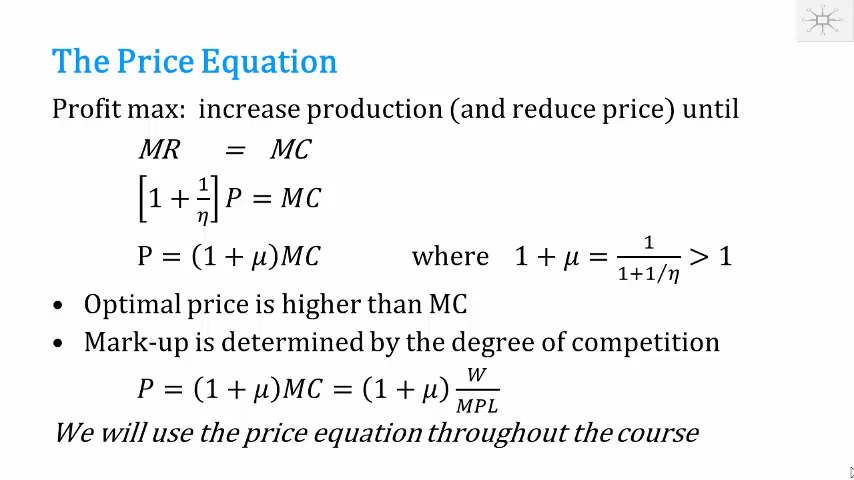 The Price Equation
Profit max: increase production (and reduce price) until
MR = MC
[1 + 1/η] P = MC
P = (1 + μ)MC where 1 + μ = 1/(1+1/η) > 1
• Optimal price is higher than MC
• Mark-up is determined by the degree of competition
P = (1 + μ)MC = (1 + μ) W/MPL
We will use the price equation throughout the course